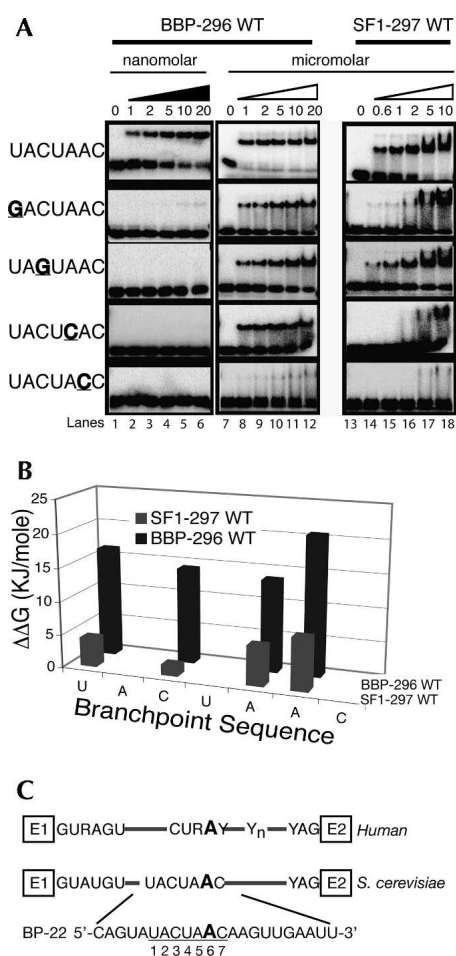 A
BBP-296 WT SF1-297 WT
nanomolar micromolar
0 1 2 5 10 20 0 1 2 5 10 20 0 0.6 1 2 5 10
UACUAAC
GACUAAC
UAGUAAC
UACUCAC
UACUACC
Lanes 1 2 3 4 5 6 7 8 9 10 11 12 13 14 15 16 17 18
B
25
20
15
10
5
0
ΔΔG (KJ/mole)
SF1-297 WT
BBP-296 WT
U A C U A A C
BBP-296 WT
SF1-297 WT
Branchpoint Sequence
C
E1 GURAGU CURAY Yn YAG E2 Human
E1 GUAUGU UACUAAC YAG E2 S. cerevisiae
BP-22 5'-CAGUAUACUAACAAGUUGAAUU-3'
1 2 3 4 5 6 7